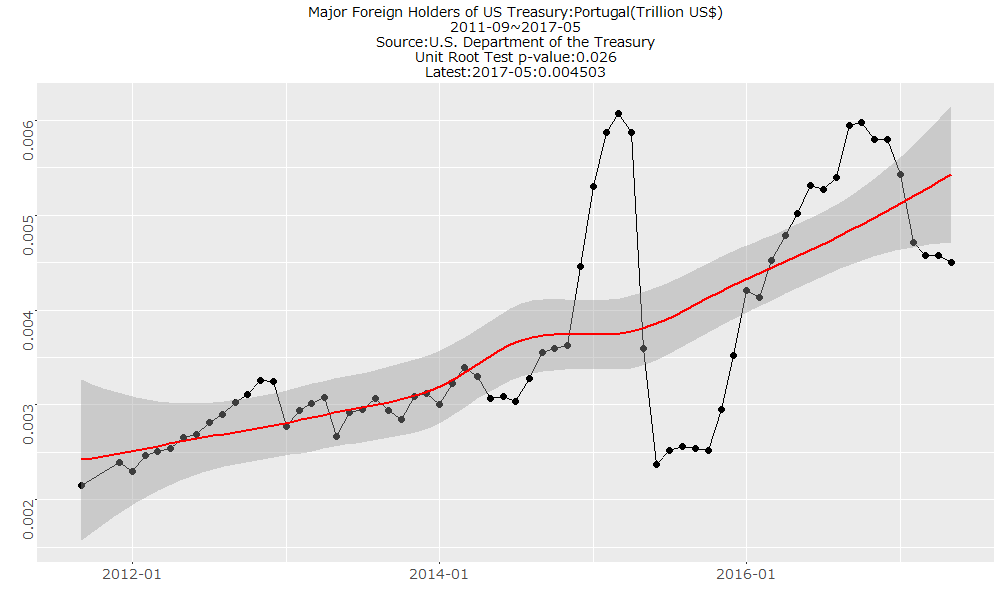 Major Foreign Holders of US Treasury:Portugal(Trillion US$)
2011-09~2017-05
Source:U.S. Department of the Treasury
Unit Root Test p-value:0.026
Latest:2017-05:0.004503
0.006
0.005
0.004
0.003
0.002
2012-01
2014-01
2016-01